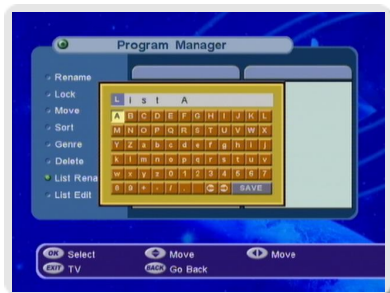 Program Manager
Rename
Lock
Move
Sort
Genre
Delete
List Rena
List Edit
L i s t A
A B C D E F G H I J K L
M N O P Q R S T U V W X
Y Z a b c d e f g h i j
k l m n o p q r s t u v
w x y z 0 1 2 3 4 5 6 7
8 9 + - / SAVE
OK Select
Move
Move
EXIT TV
BACK Go Back